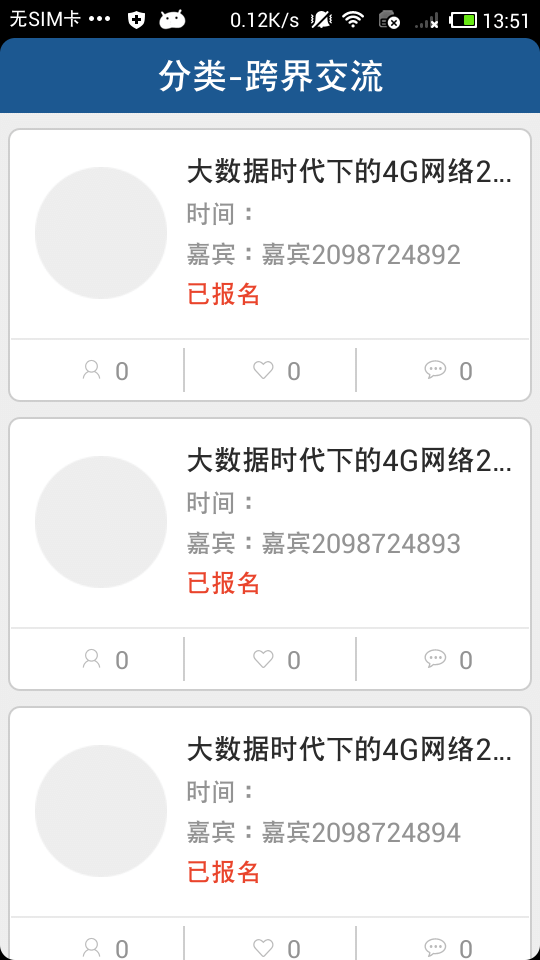 无SIM卡 ••• 0.12K/s 13:51
分类-跨界交流
大数据时代下的4G网络2...
时间：
嘉宾：嘉宾2098724892
已报名
0 0 0
大数据时代下的4G网络2...
时间：
嘉宾：嘉宾2098724893
已报名
0 0 0
大数据时代下的4G网络2...
时间：
嘉宾：嘉宾2098724894
已报名
0 0 0